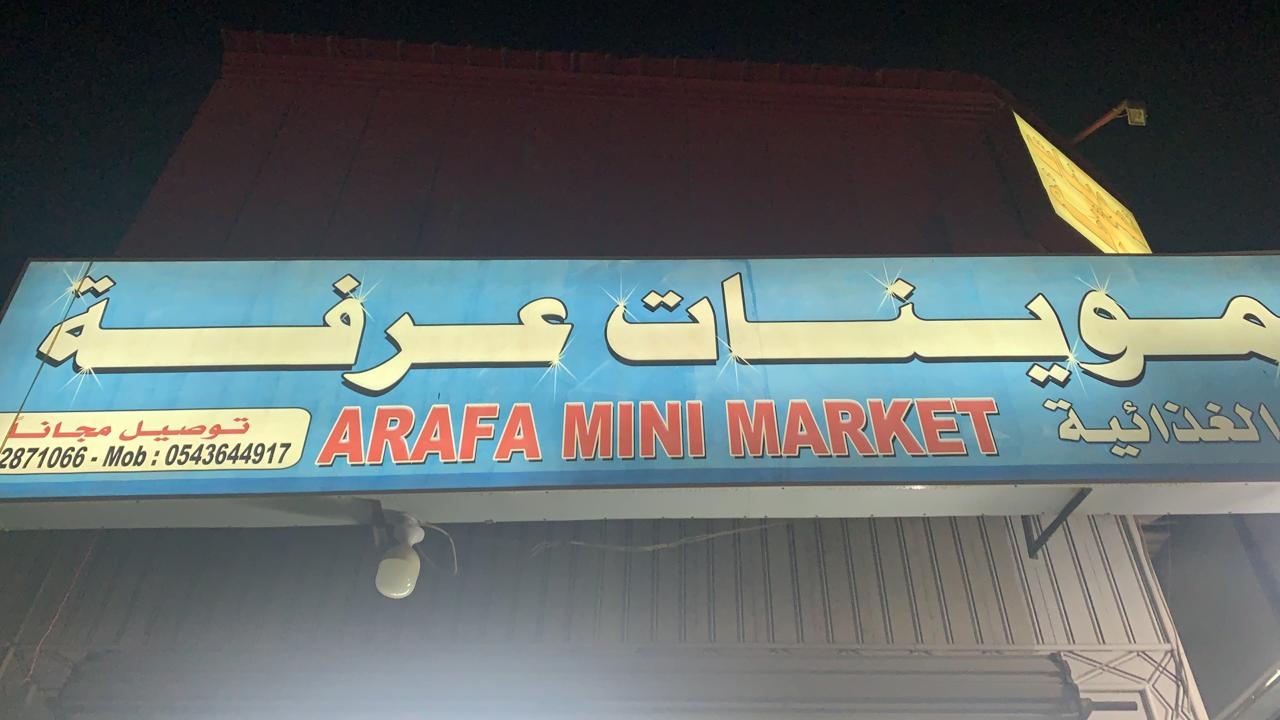 موينات عرفة
الغذائية
ARAFA MINI MARKET
توصيل مجاناً
2871066 - Mob : 0543644917